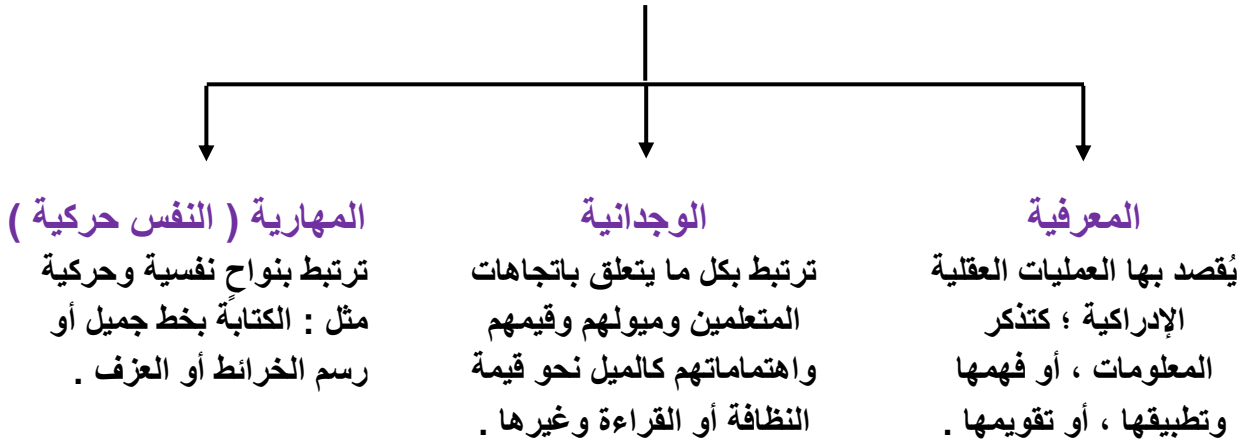 المعرفية
يُقصد بها العمليات العقلية
الإدراكية ؛ كتذكر
المعلومات ، أو فهمها
وتطبيقها ، أو تقويمها .
الوجدانية
ترتبط بكل ما يتعلق باتجاهات
المتعلمين وميولهم وقيمهم
واهتماماتهم كالميل نحو قيمة
النظافة أو القراءة وغيرها .
المهارية ( النفس حركية )
ترتبط بنواحٍ نفسية وحركية
مثل : الكتابة بخط جميل أو
رسم الخرائط أو العزف .